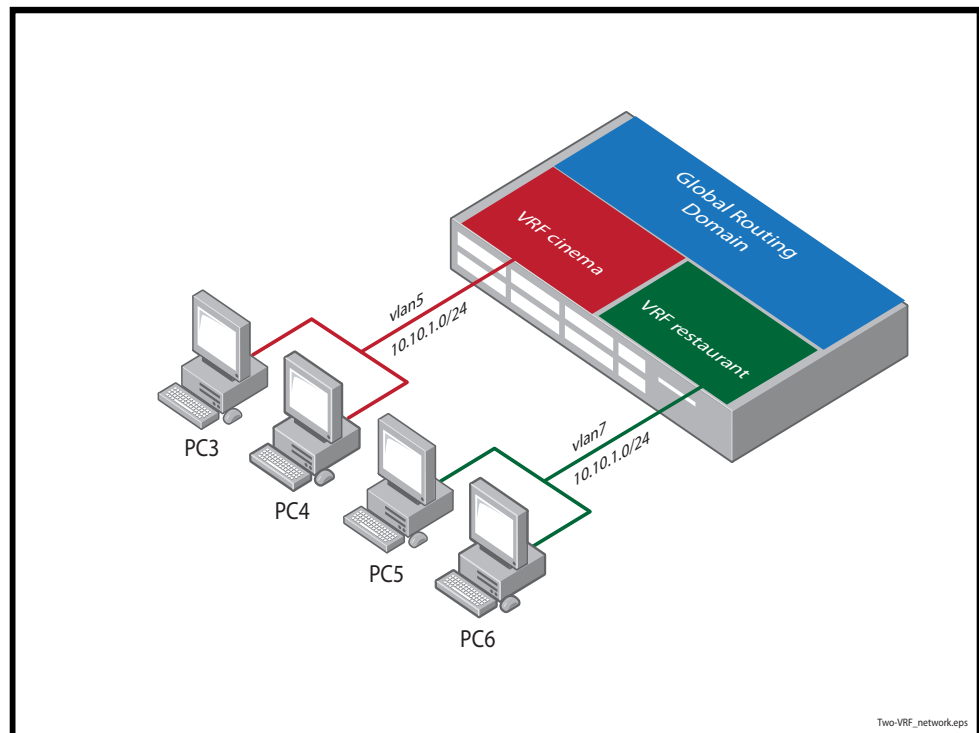 Global Routing
Domain
VRF cinema
VRF restaurant
vlan5
10.10.1.0/24
vlan7
10.10.1.0/24
PC3
PC4
PC5
PC6
Two-VRF_network.eps